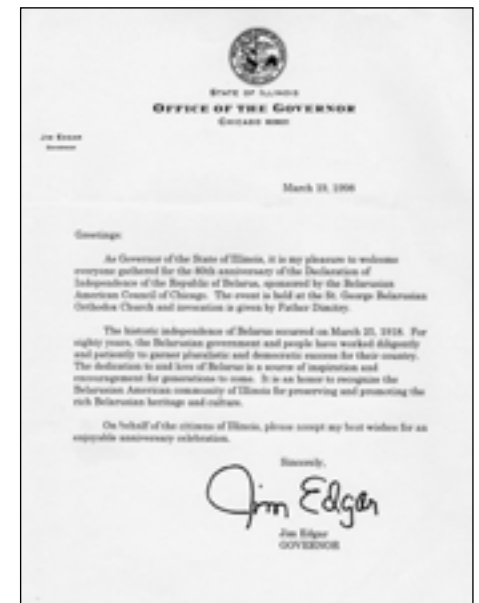 STATE OF ILLINOIS
OFFICE OF THE GOVERNOR
CHICAGO 60601
JIM EDGAR
GOVERNOR
March 19, 1998
Greetings:
As Governor of the State of Illinois, it is my pleasure to welcome
everyone gathered for the 80th anniversary of the Declaration of
Independence of the Republic of Belarus, sponsored by the Belarusian
American Council of Chicago. The event is held at the St. George Belarusian
Orthodox Church and invocation is given by Father Dimitry.
The historic independence of Belarus occurred on March 25, 1918. For
eighty years, the Belarusian government and people have worked diligently
and patiently to garner pluralistic and democratic success for their country.
The dedication to and love of Belarus is a source of inspiration and
encouragement for generations to come. It is an honor to recognize the
Belarusian American community of Illinois for preserving and promoting the
rich Belarusian heritage and culture.
On behalf of the citizens of Illinois, please accept my best wishes for an
enjoyable anniversary celebration.
Sincerely,
Jim Edgar
Jim Edgar
GOVERNOR